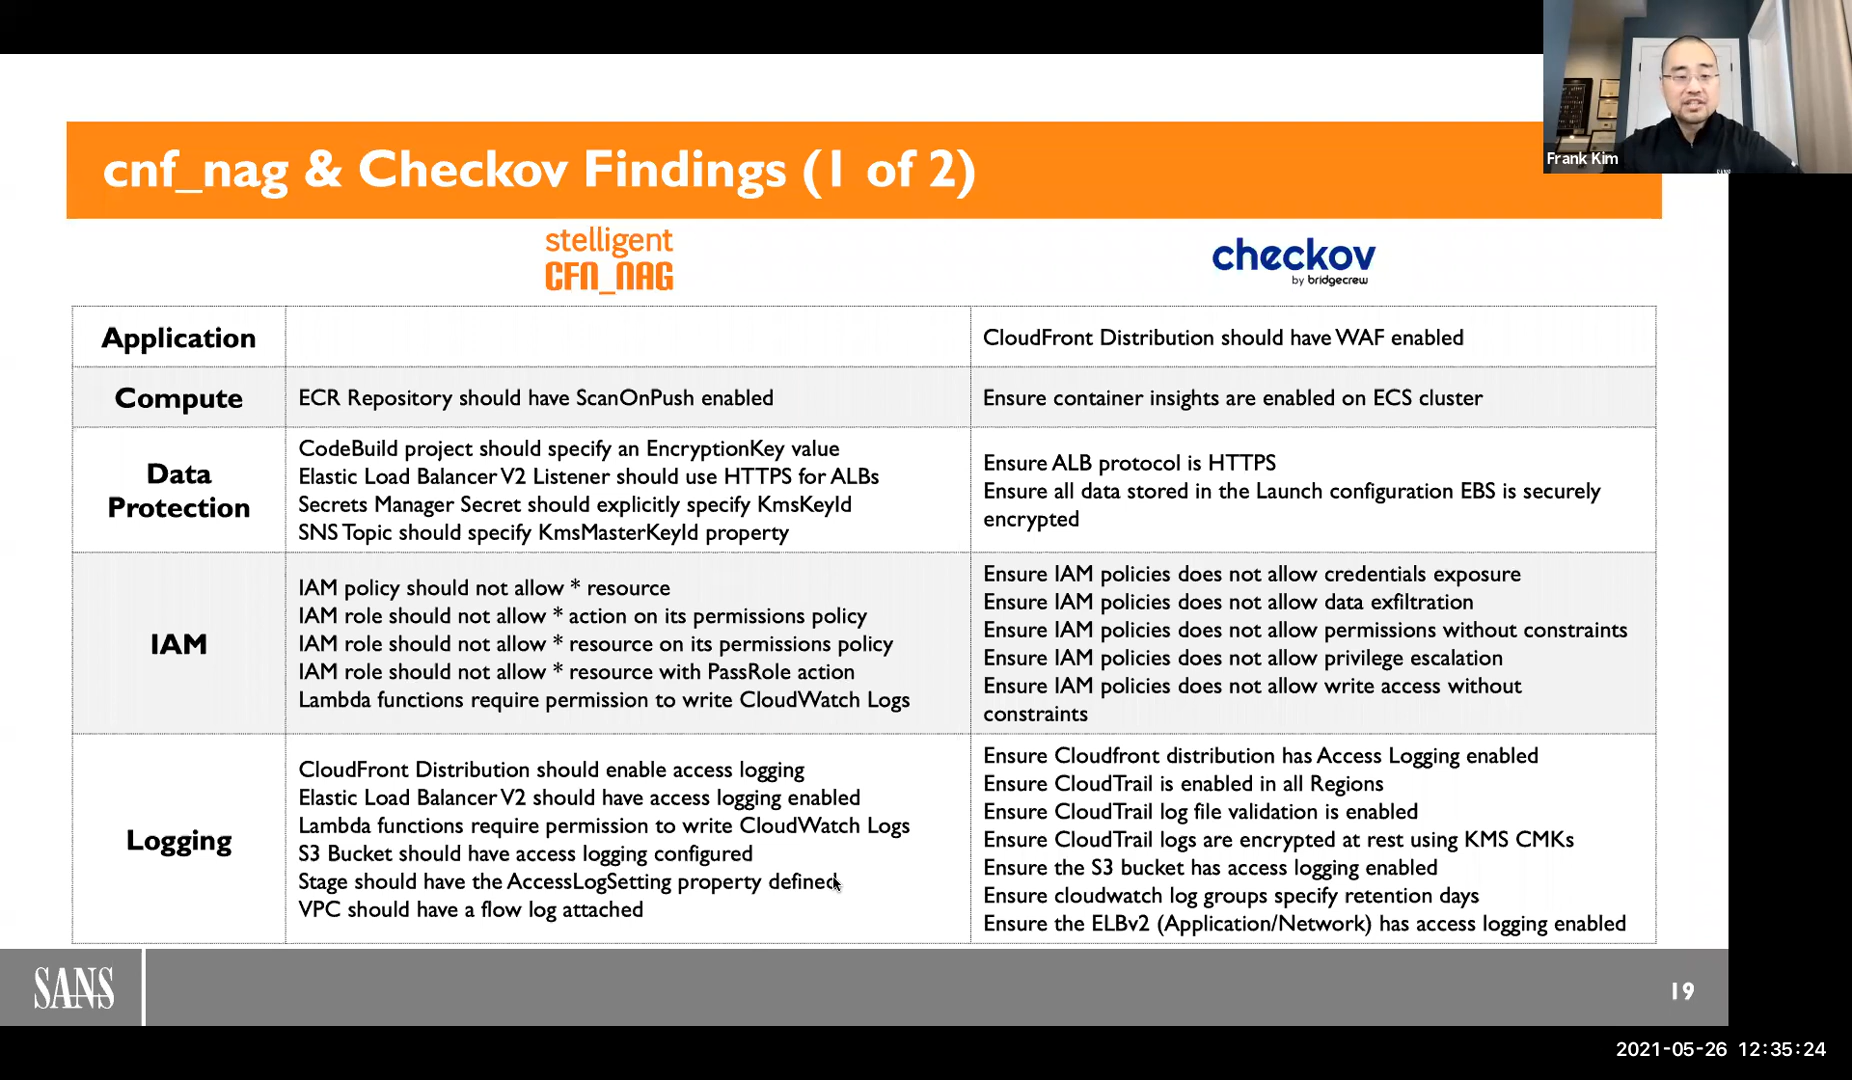 Frank Kim
cnf_nag & Checkov Findings (1 of 2)
stelligent
CFN_NAG
checkov
by bridgecrew
Application
CloudFront Distribution should have WAF enabled
Compute
ECR Repository should have ScanOnPush enabled
Ensure container insights are enabled on ECS cluster
Data
Protection
CodeBuild project should specify an EncryptionKey value
Elastic Load Balancer V2 Listener should use HTTPS for ALBs
Secrets Manager Secret should explicitly specify KmsKeyId
SNS Topic should specify KmsMasterKeyId property
Ensure ALB protocol is HTTPS
Ensure all data stored in the Launch configuration EBS is securely
encrypted
IAM
IAM policy should not allow * resource
IAM role should not allow * action on its permissions policy
IAM role should not allow * resource on its permissions policy
IAM role should not allow * resource with PassRole action
Lambda functions require permission to write CloudWatch Logs
Ensure IAM policies does not allow credentials exposure
Ensure IAM policies does not allow data exfiltration
Ensure IAM policies does not allow permissions without constraints
Ensure IAM policies does not allow privilege escalation
Ensure IAM policies does not allow write access without
constraints
Logging
CloudFront Distribution should enable access logging
Elastic Load Balancer V2 should have access logging enabled
Lambda functions require permission to write CloudWatch Logs
S3 Bucket should have access logging configured
Stage should have the AccessLogSetting property defined
VPC should have a flow log attached
Ensure Cloudfront distribution has Access Logging enabled
Ensure CloudTrail is enabled in all Regions
Ensure CloudTrail log file validation is enabled
Ensure CloudTrail logs are encrypted at rest using KMS CMKs
Ensure the S3 bucket has access logging enabled
Ensure cloudwatch log groups specify retention days
Ensure the ELBv2 (Application/Network) has access logging enabled
SANS
19
2021-05-26 12:35:24